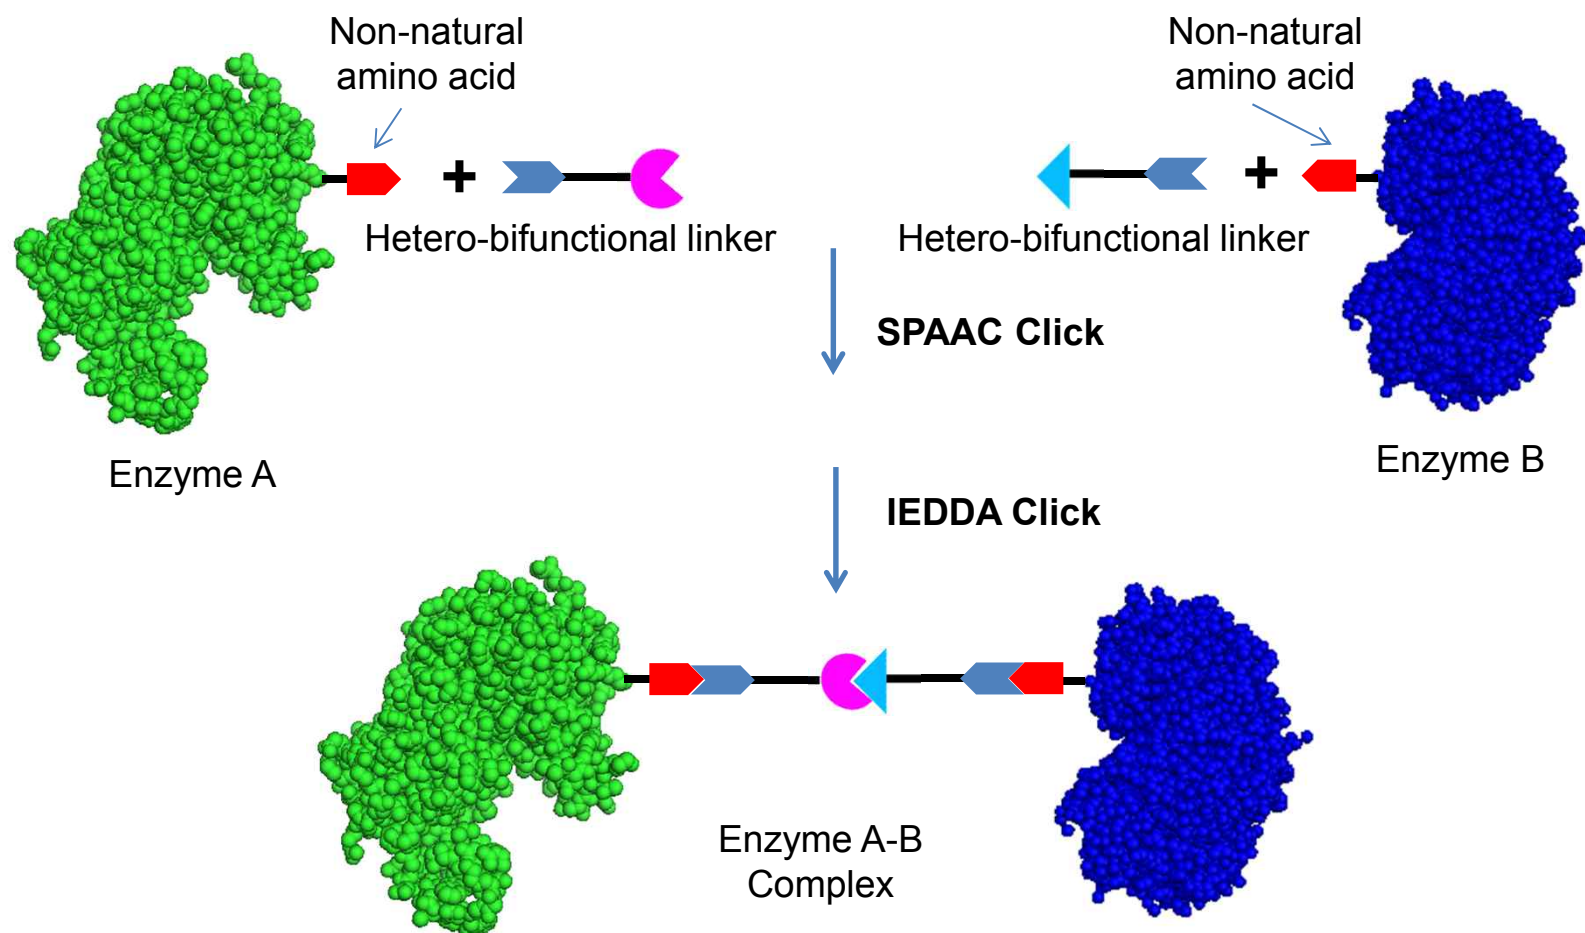 Non-natural
amino acid
Non-natural
amino acid
Hetero-bifunctional linker
Hetero-bifunctional linker
SPAAC Click
Enzyme A
Enzyme B
IEDDA Click
Enzyme A-B
Complex